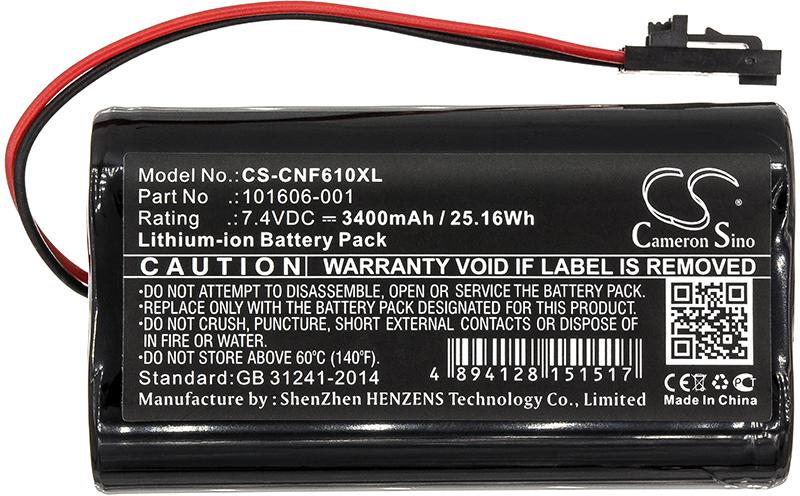 Model No.:CS-CNF610XL
Part No :101606-001
Rating :7.4VDC ⎓ 3400mAh / 25.16Wh
Lithium-ion Battery Pack
CS
Cameron Sino
CAUTION WARRANTY VOID IF LABEL IS REMOVED
•DO NOT ATTEMPT TO DISASSEMBLE, OPEN OR SERVICE THE BATTERY.
•REPLACE ONLY WITH THE BATTERY PACK DESIGNATED FOR THIS PRODUCT.
•DO NOT CRUSH, PUNCTURE, SHORT EXTERNAL CONTACTS OR DISPOSE OF
IN FIRE OR WATER.
•DO NOT STORE ABOVE 60°C (140°F).
Standard:GB 31241-2014
4 894128 151517
Manufacture by : ShenZhen HENZENS Technology Co., Limited
CE
Made In China